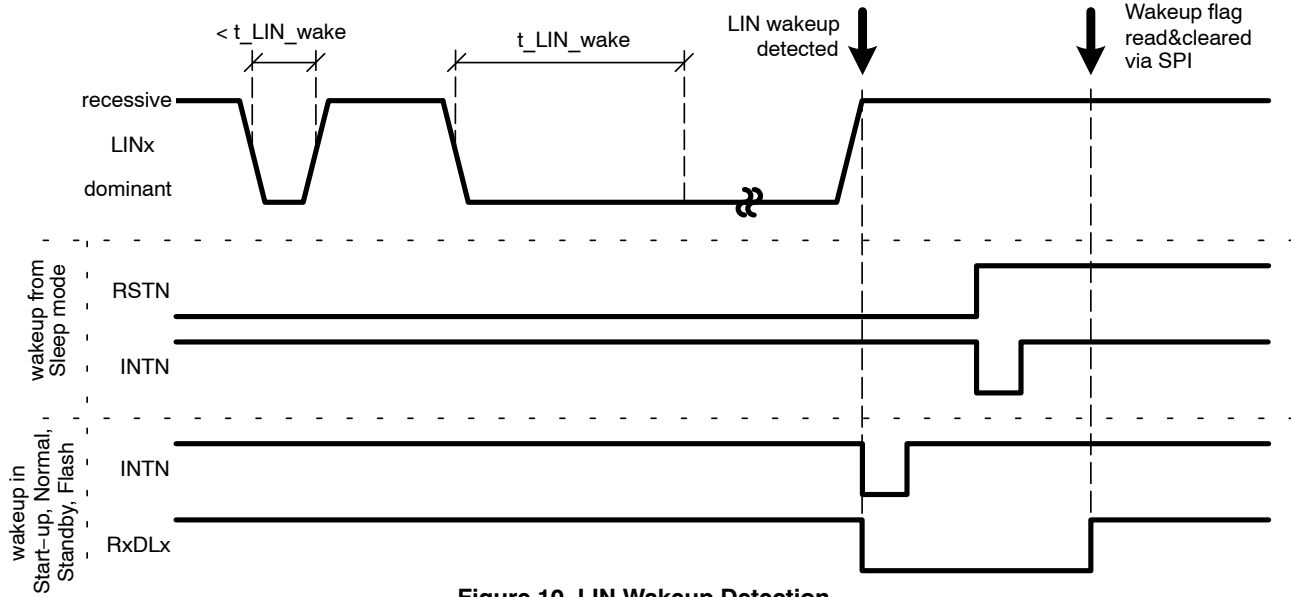 < t_LIN_wake
t_LIN_wake
LIN wakeup
detected
Wakeup flag
read&cleared
via SPI
recessive
LINx
dominant
wakeup from
Sleep mode
RSTN
INTN
wakeup in
Start−up, Normal,
Standby, Flash
INTN
RxDLx
Figure 10. LIN Wakeup Detection